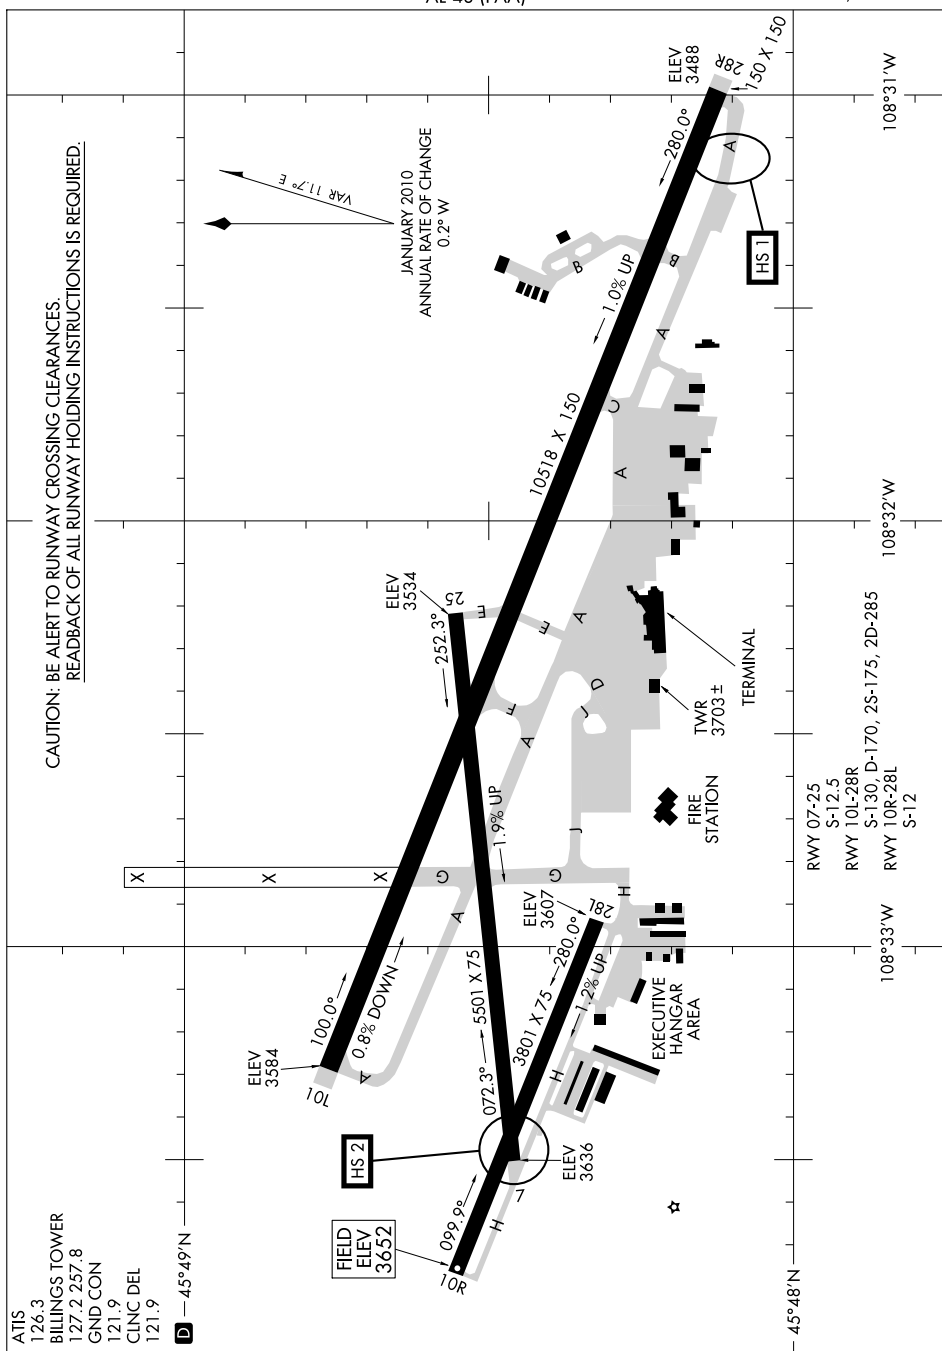 AL-48 (FAA)
CAUTION: BE ALERT TO RUNWAY CROSSING CLEARANCES.
READBACK OF ALL RUNWAY HOLDING INSTRUCTIONS IS REQUIRED.
ATIS
126.3
BILLINGS TOWER
127.2 257.8
GND CON
121.9
CLNC DEL
121.9
D
45°49'N
45°48'N
108°31'W
108°32'W
108°33'W
VAR 11.7° E
JANUARY 2010
ANNUAL RATE OF CHANGE
0.2° W
ELEV
3488
28R
150 X 150
280.0°
1.0% UP
10518 X 150
A
HS 1
B
B
A
C
A
ELEV
3534
25
252.3°
E
E
A
F
A
D
J
J
TERMINAL
TWR
3703±
FIRE
STATION
X
X
X
G
G
H
A
1.9% UP
ELEV
3607
28L
280.0°
1.2% UP
3801 X 75
5501 X 75
072.3°
100.0°
0.8% DOWN
ELEV
3584
10L
A
HS 2
EXECUTIVE
HANGAR
AREA
H
H
7
ELEV
3636
099.9°
FIELD
ELEV
3652
10R
RWY 07-25
S-12.5
RWY 10L-28R
S-130, D-170, 2S-175, 2D-285
RWY 10R-28L
S-12